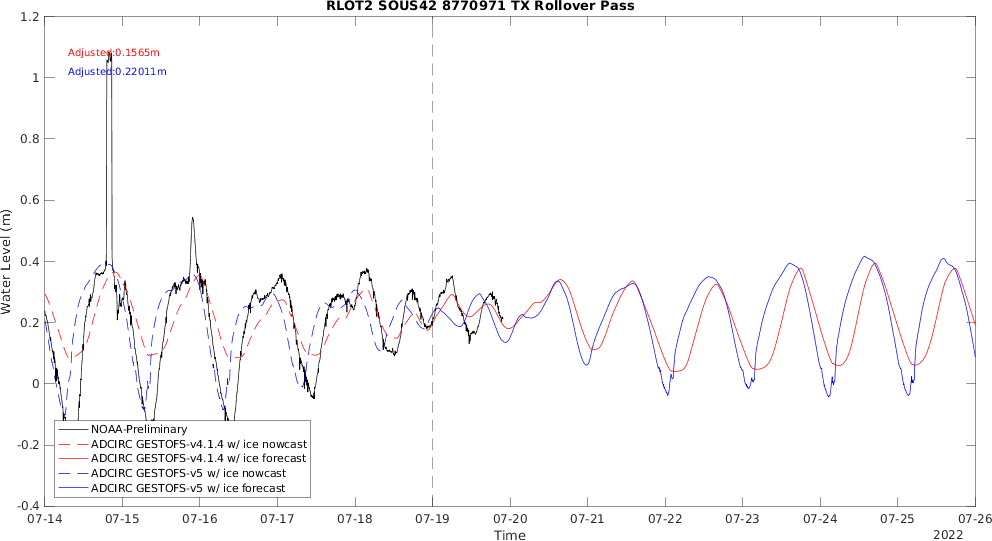 RLOT2 SOUS42 8770971 TX Rollover Pass
1.2
1
0.8
0.6
0.4
0.2
0
-0.2
-0.4
Water Level (m)
Adjusted:0.1565m
Adjusted:0.22011m
NOAA-Preliminary
ADCIRC GESTOFS-v4.1.4 w/ ice nowcast
ADCIRC GESTOFS-v4.1.4 w/ ice forecast
ADCIRC GESTOFS-v5 w/ ice nowcast
ADCIRC GESTOFS-v5 w/ ice forecast
07-14 07-15 07-16 07-17 07-18 07-19 07-20 07-21 07-22 07-23 07-24 07-25 07-26
Time
2022